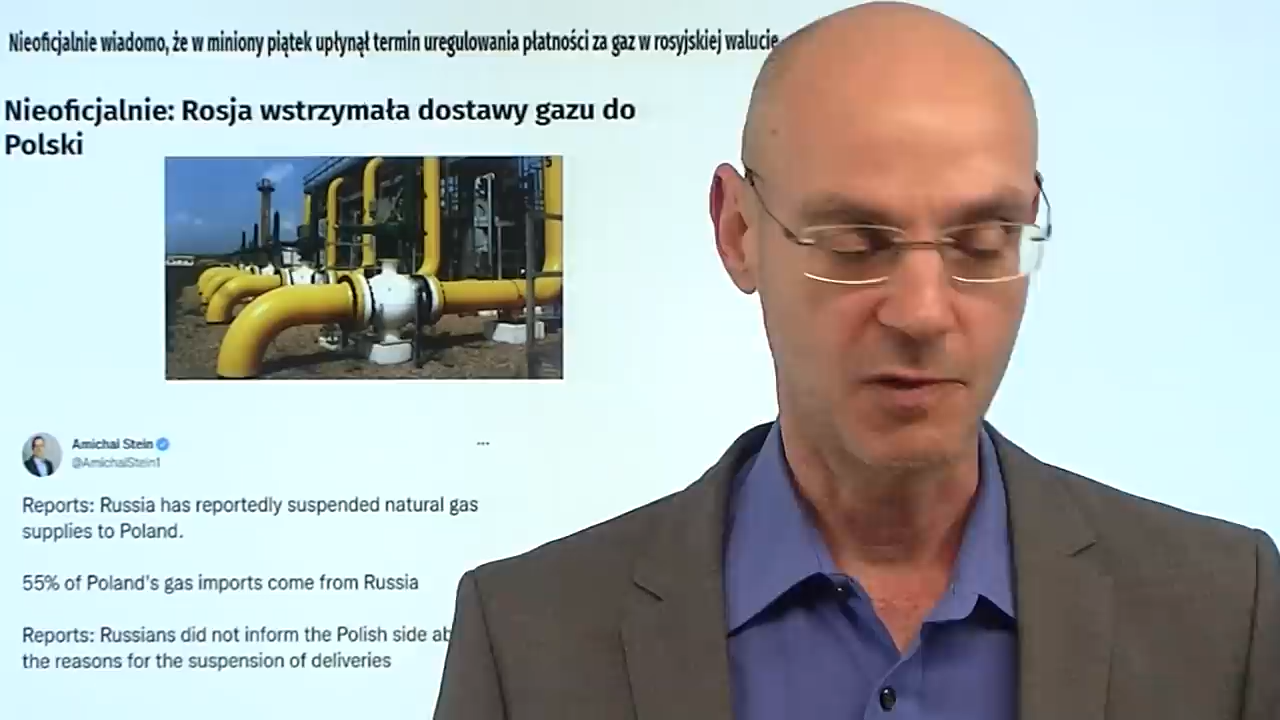 Nieoficjalnie wiadomo, że w miniony piątek upłynął termin uregulowania płatności za gaz w rosyjskiej walucie
Nieoficjalnie: Rosja wstrzymała dostawy gazu do
Polski
Amichai Stein
@AmichaiStein1
Reports: Russia has reportedly suspended natural gas
supplies to Poland.
55% of Poland's gas imports come from Russia
Reports: Russians did not inform the Polish side ab
the reasons for the suspension of deliveries